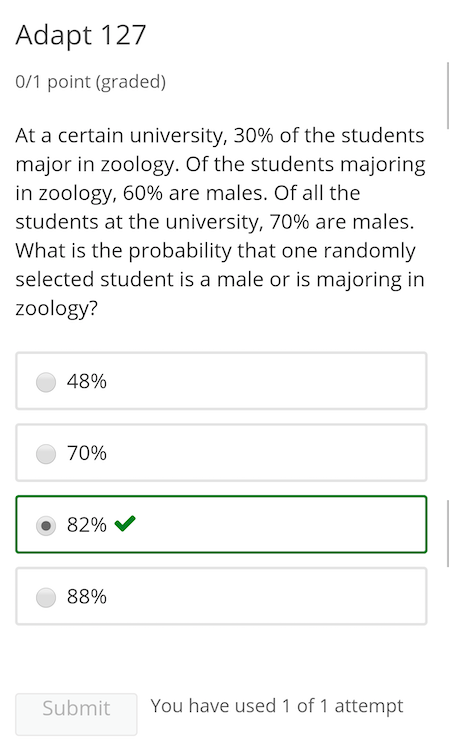 Adapt 127
0/1 point (graded)
At a certain university, 30% of the students
major in zoology. Of the students majoring
in zoology, 60% are males. Of all the
students at the university, 70% are males.
What is the probability that one randomly
selected student is a male or is majoring in
zoology?
48%
70%
82%
88%
Submit
You have used 1 of 1 attempt